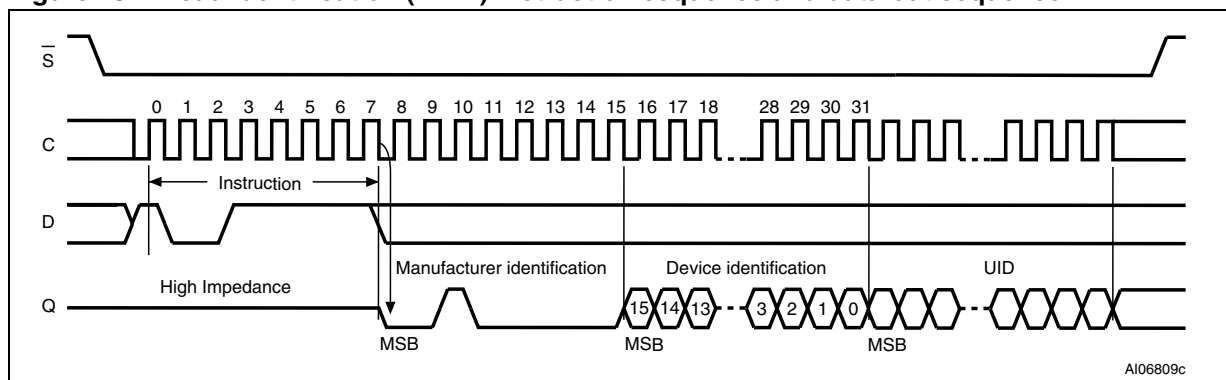 S
0 1 2 3 4 5 6 7 8 9 10 11 12 13 14 15 16 17 18 28 29 30 31
C
Instruction
D
Manufacturer identification Device identification UID
High Impedance
Q 15 14 13 3 2 1 0
MSB MSB MSB
AI06809c